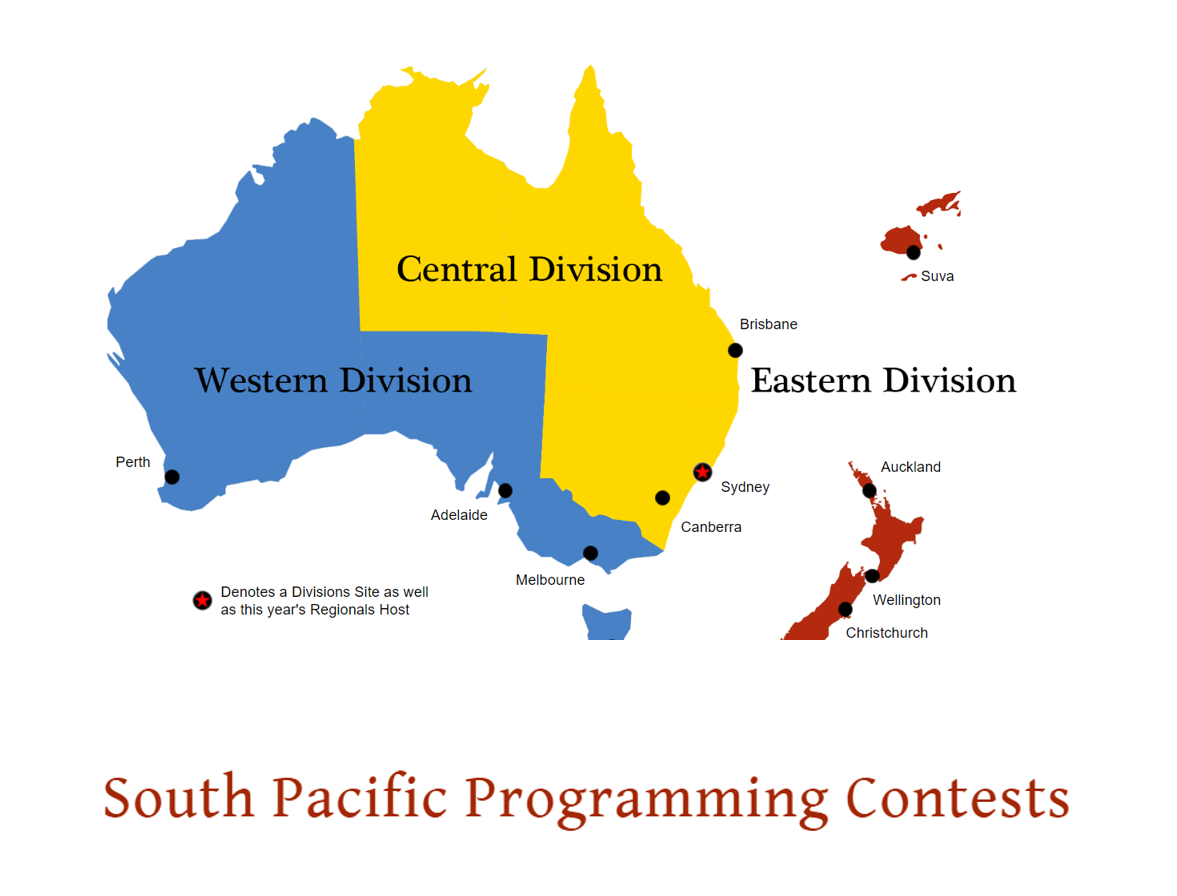 Central Division
Suva
Brisbane
Western Division
Eastern Division
Perth
Auckland
Sydney
Adelaide
Canberra
Melbourne
Denotes a Divisions Site as well
as this year's Regionals Host
Wellington
Christchurch
South Pacific Programming Contests